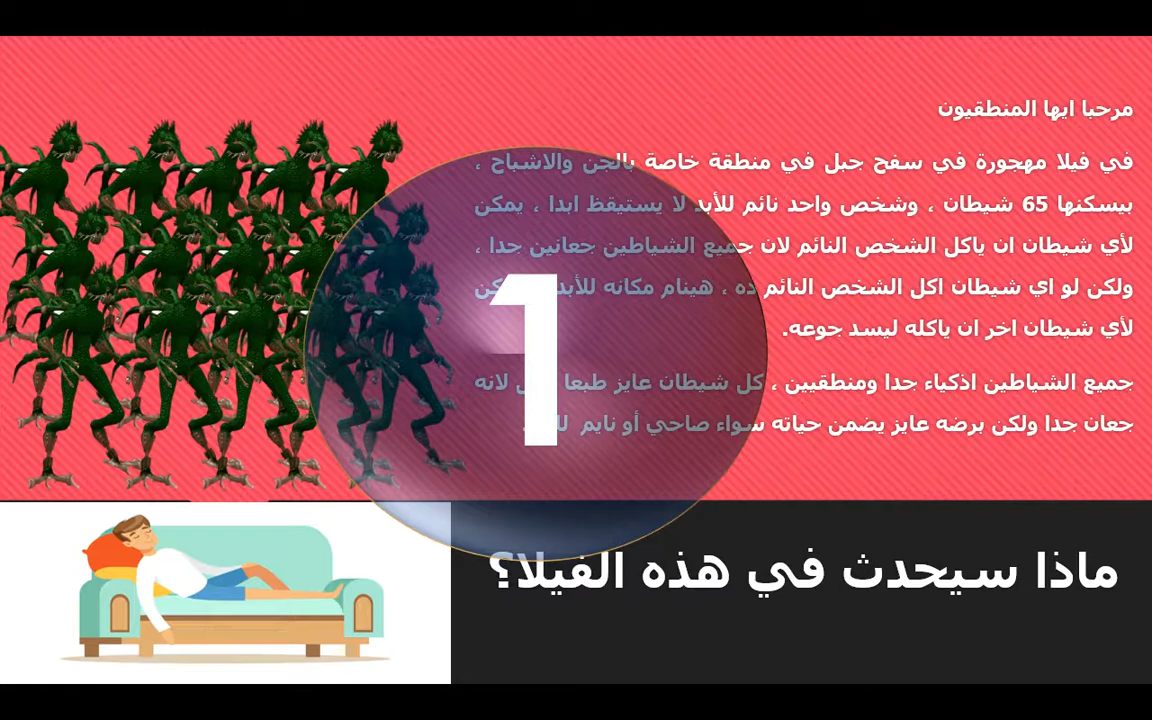 مرحبا ايها المنطقيون
في فيلا مهجورة في سفح جبل في منطقة خاصة بالجن والاشباح ،
بيسكنها 65 شيطان ، وشخص واحد نائم للأبد لا يستيقظ ابدا ، يمكن
لأي شيطان ان ياكل الشخص النائم لان جميع الشياطين جعانين جدا ،
ولكن لو اي شيطان اكل الشخص النائم ده ، هينام مكانه للأبد
لأي شيطان اخر ان ياكله ليسد جوعه.
جميع الشياطين اذكياء جدا ومنطقيين ، كل شيطان عايز طبعا لانه
جعان جدا ولكن برضه عايز يضمن حياته سواء صاحي أو نايم
1
ماذا سيحدث في هذه الفيلا؟